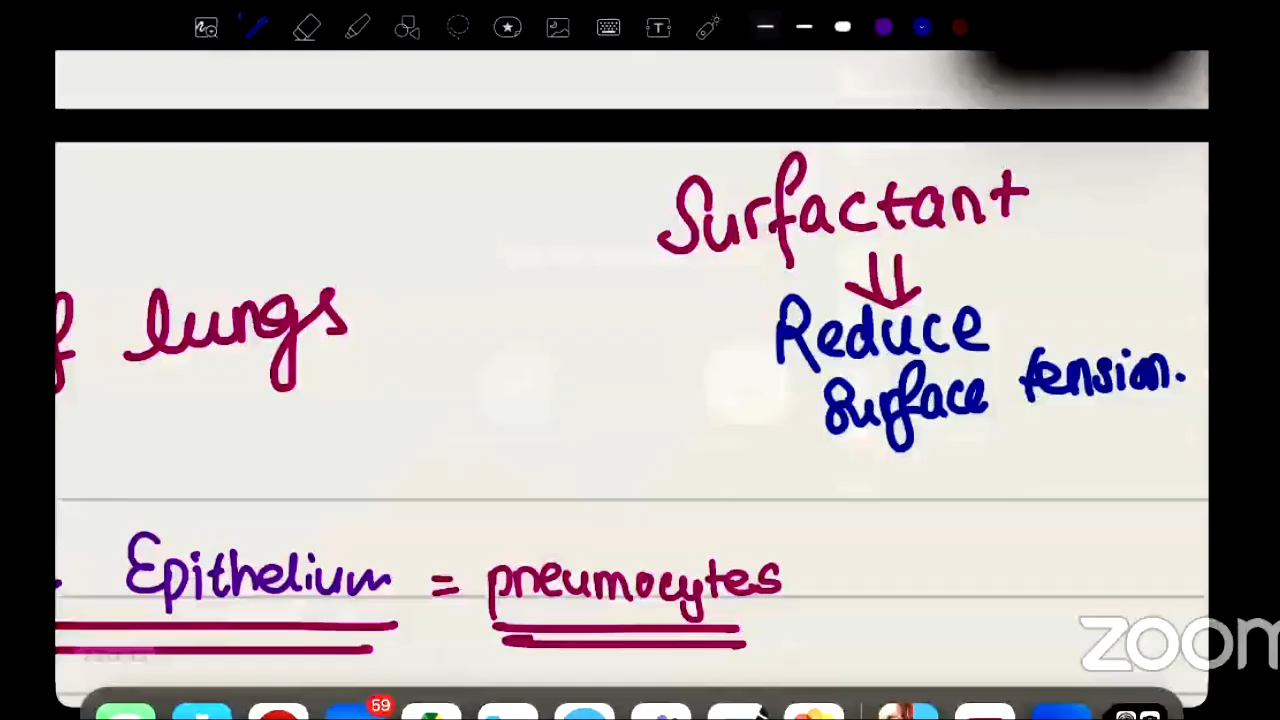 Surfactant
⇓
Reduce
Surface tension.
f lungs
Epithelium = pneumocytes
zoom
59